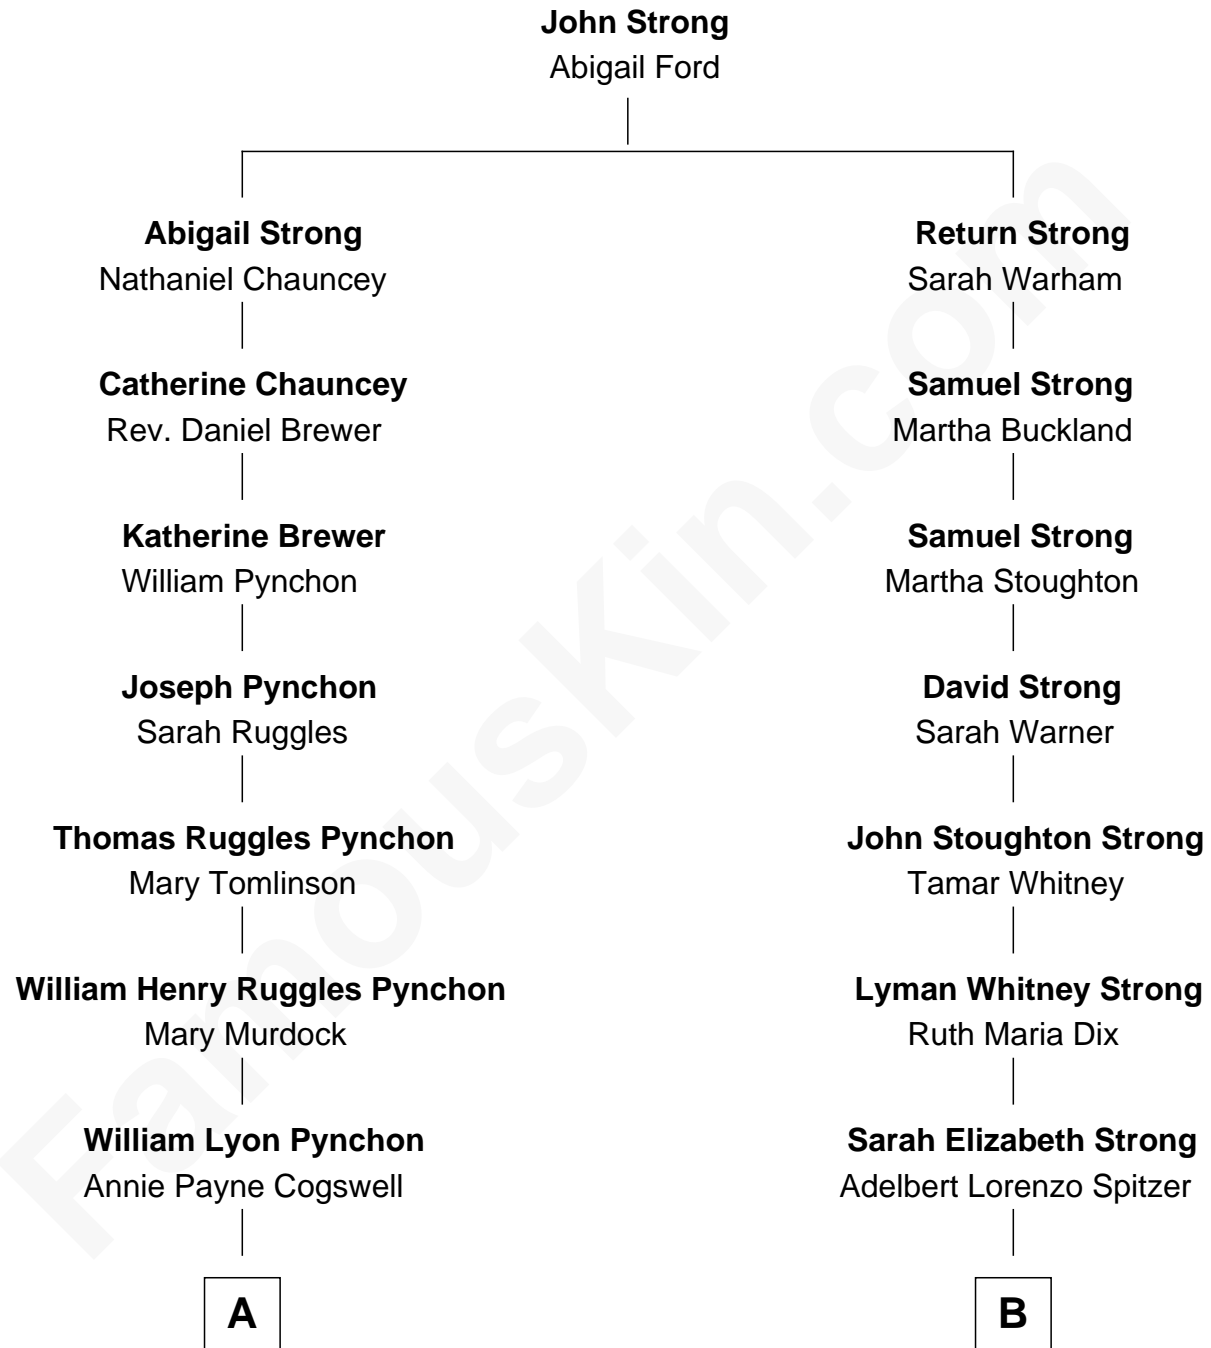 John Strong
Abigail Ford
Abigail Strong
Nathaniel Chauncey
Return Strong
Sarah Warham
Catherine Chauncey
Rev. Daniel Brewer
Samuel Strong
Martha Buckland
Katherine Brewer
William Pynchon
Samuel Strong
Martha Stoughton
Joseph Pynchon
Sarah Ruggles
David Strong
Sarah Warner
Thomas Ruggles Pynchon
Mary Tomlinson
John Stoughton Strong
Tamar Whitney
William Henry Ruggles Pynchon
Mary Murdock
Lyman Whitney Strong
Ruth Maria Dix
William Lyon Pynchon
Annie Payne Cogswell
Sarah Elizabeth Strong
Adelbert Lorenzo Spitzer
A
B
FamousKin.com